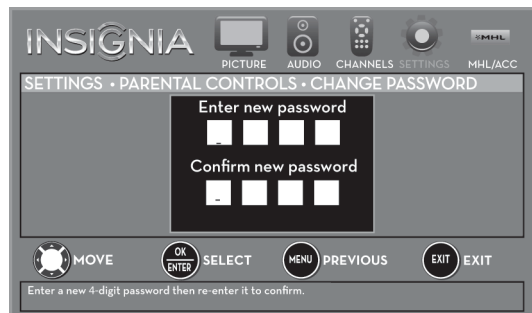 INSIGNIA
PICTURE AUDIO CHANNELS SETTINGS MHL MHL/ACC
SETTINGS • PARENTAL CONTROLS • CHANGE PASSWORD
Enter new password
_
Confirm new password
_
MOVE OK ENTER SELECT MENU PREVIOUS EXIT EXIT
Enter a new 4-digit password then re-enter it to confirm.